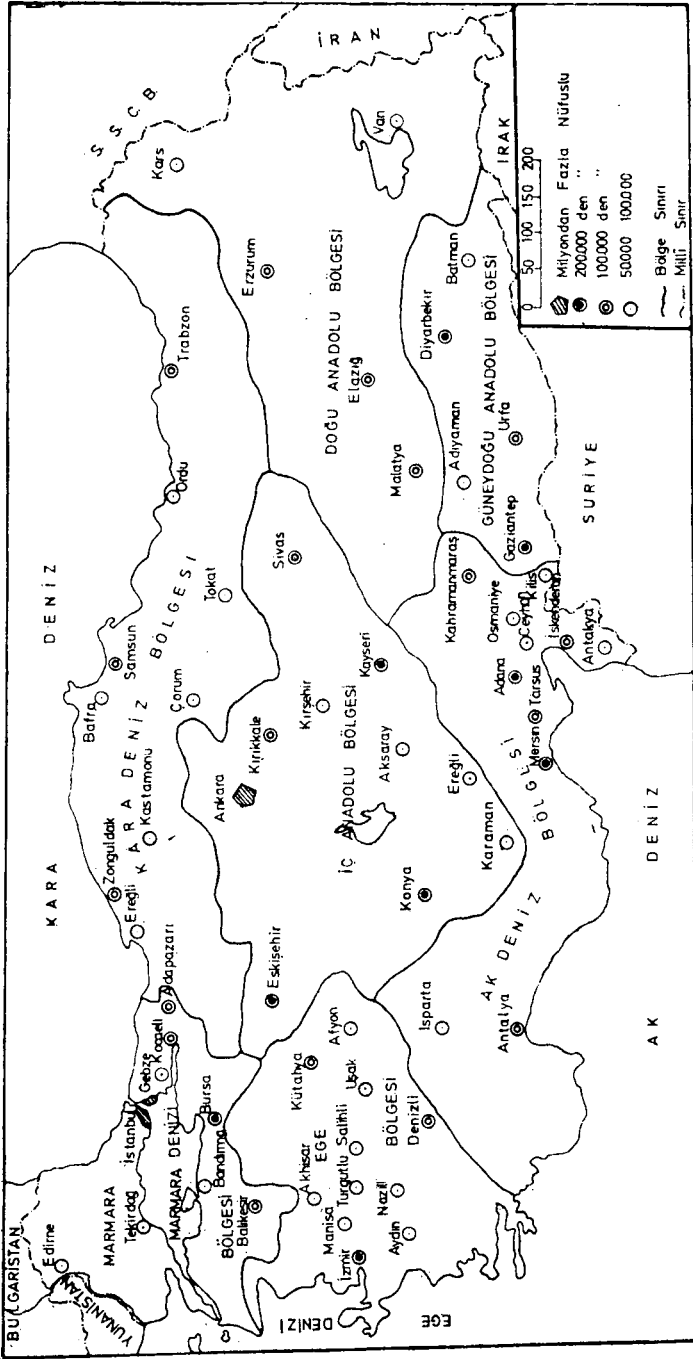 BULGARİSTAN
YUNANİSTAN
KARA
DENİZ
S S C B
İRAN
IRAK
SURİYE
AK
DENİZ
EGE
DENİZİ
MARMARA
BÖLGESİ
MARMARA DENİZİ
Edirne
Tekirdağ
İstanbul
Gebze
Kocaeli
Adapazarı
Bursa
Bandırma
Balıkesir
EGE
BÖLGESİ
Akhisar
Kütahya
Manisa
Turgutlu
Salihli
Uşak
Afyon
İzmir
Nazill
Aydın
Denizli
KARA DENİZ
BÖLGESİ
Ereğli
Zonguldak
Kastamonu
Bafra
Samsun
Çorum
Tokat
Ordu
Trabzon
İÇ ANADOLU BÖLGESİ
Eskişehir
Ankara
Kırıkkale
Kırşehir
Kayseri
Sivas
Aksaray
Konya
Ereğli
Karaman
AK DENİZ
BÖLGESİ
Isparta
Antalya
Mersin
Tarsus
Adana
Ceyhan
Osmaniye
Kahramanmaraş
İskenderun
Antakya
DOĞU ANADOLU BÖLGESİ
Kars
Erzurum
Van
Elazığ
Malatya
GÜNEYDOĞU ANADOLU BÖLGESİ
Adıyaman
Diyarbekir
Batman
Urfa
Gaziantep
Kilis
0 50 100 150 200
Milyondan Fazla Nüfuslu
200.000 den "
100.000 den "
50.000 100.000
Bölge Sınırı
Millî Sınır